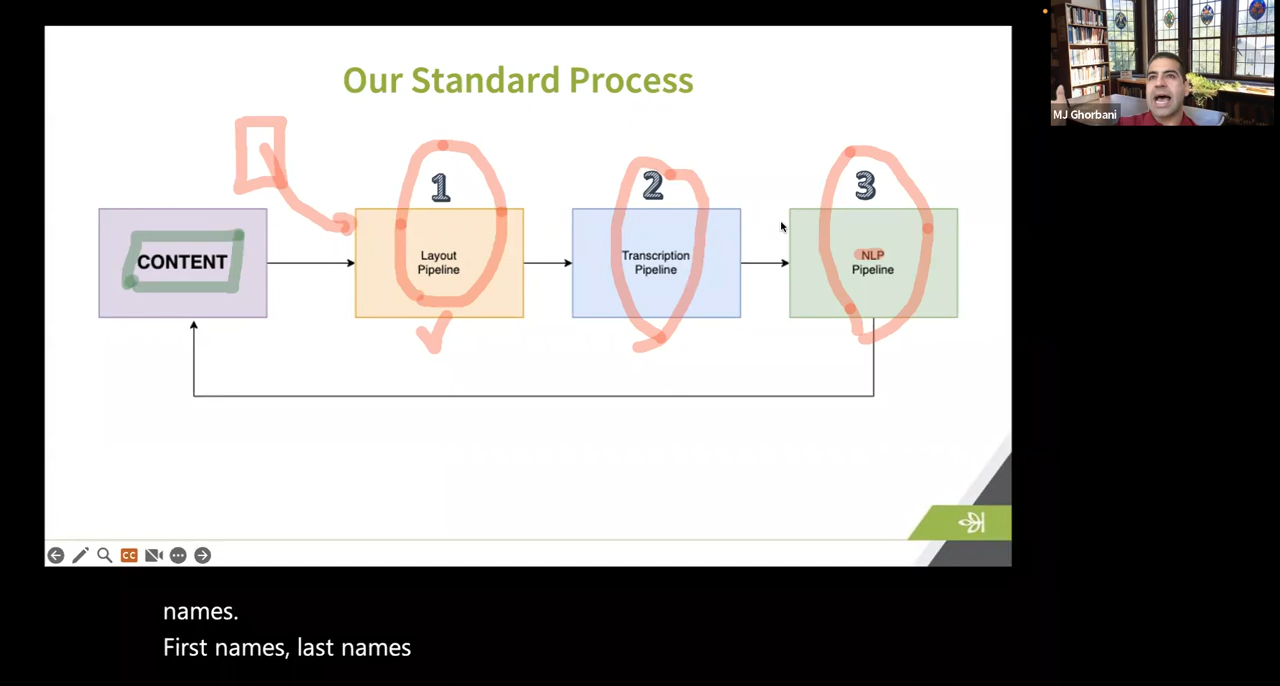 Our Standard Process
MJ Ghorbani
1
2
3
CONTENT
Layout
Pipeline
Transcription
Pipeline
NLP
Pipeline
CC
names.
First names, last names